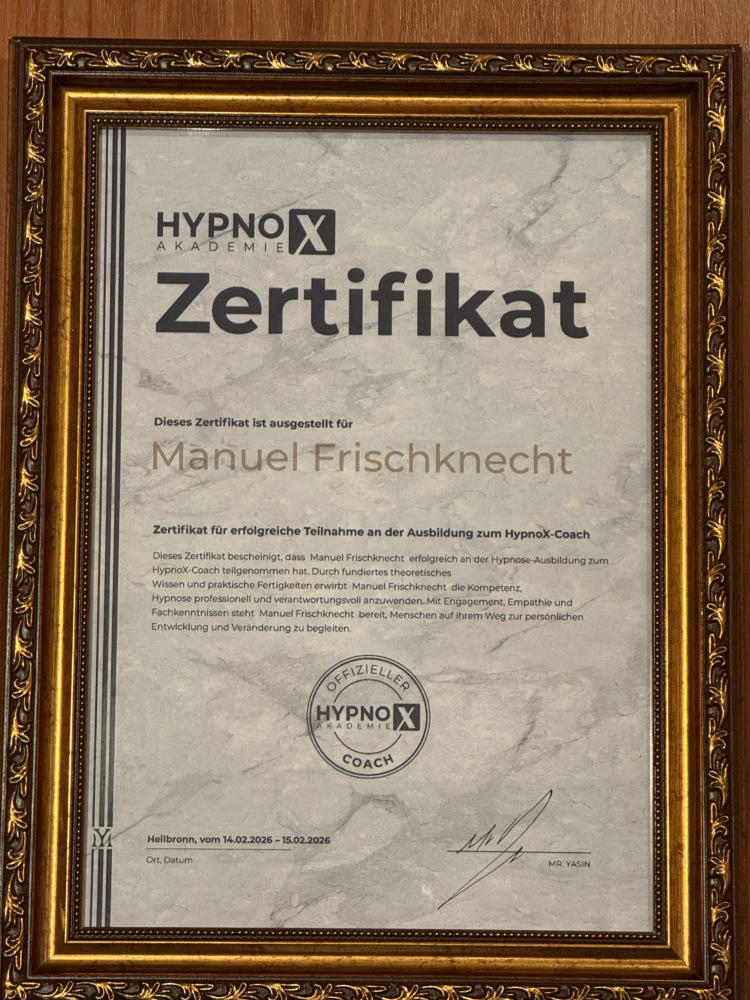 HYPNOX
AKADEMIE
Zertifikat
Dieses Zertifikat ist ausgestellt für
Manuel Frischknecht
Zertifikat für erfolgreiche Teilnahme an der Ausbildung zum HypnoX-Coach
Dieses Zertifikat bescheinigt, dass Manuel Frischknecht erfolgreich an der Hypnose-Ausbildung zum
HypnoX-Coach teilgenommen hat. Durch fundiertes theoretisches
Wissen und praktische Fertigkeiten erwirbt Manuel Frischknecht die Kompetenz,
Hypnose professionell und verantwortungsvoll anzuwenden. Mit Engagement, Empathie und
Fachkenntnissen steht Manuel Frischknecht bereit, Menschen auf ihrem Weg zur persönlichen
Entwicklung und Veränderung zu begleiten.
OFFIZIELLER
HYPNOX
AKADEMIE
COACH
Heilbronn, vom 14.02.2026 – 15.02.2026
Ort, Datum
MR. YASIN